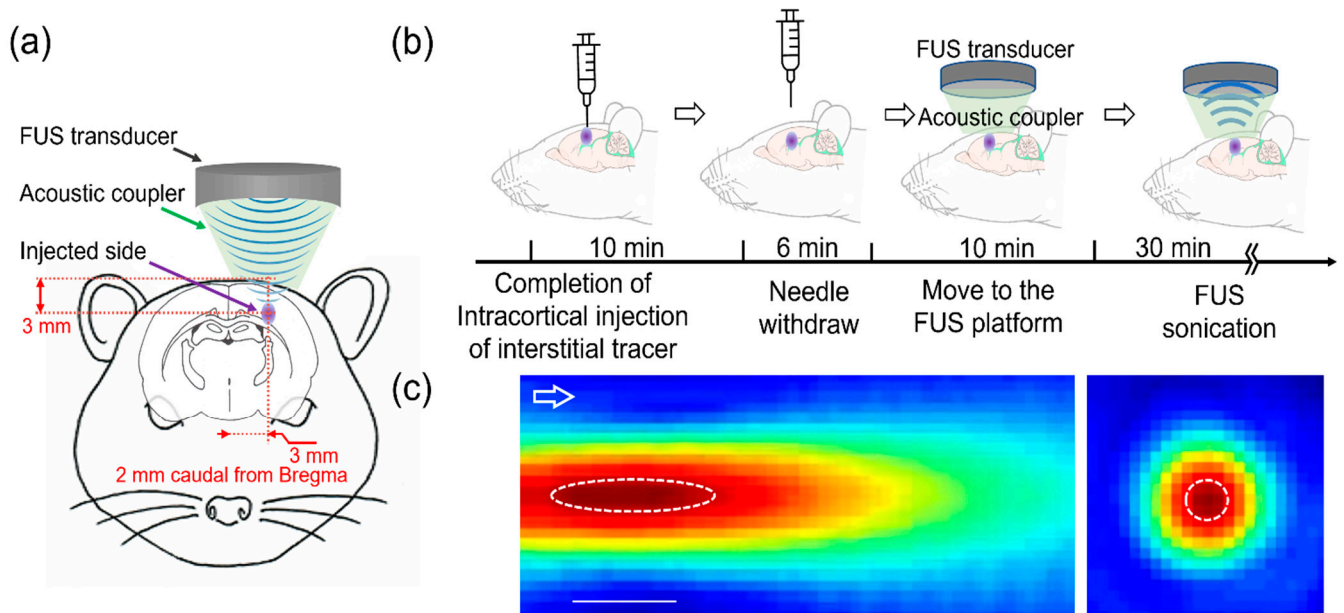 (a)
FUS transducer
Acoustic coupler
Injected side
3 mm
3 mm
2 mm caudal from Bregma
(b)
FUS transducer
Acoustic coupler
10 min
6 min
10 min
30 min
Completion of
Intracortical injection
of interstitial tracer
Needle
withdraw
Move to the
FUS platform
FUS
sonication
(c)